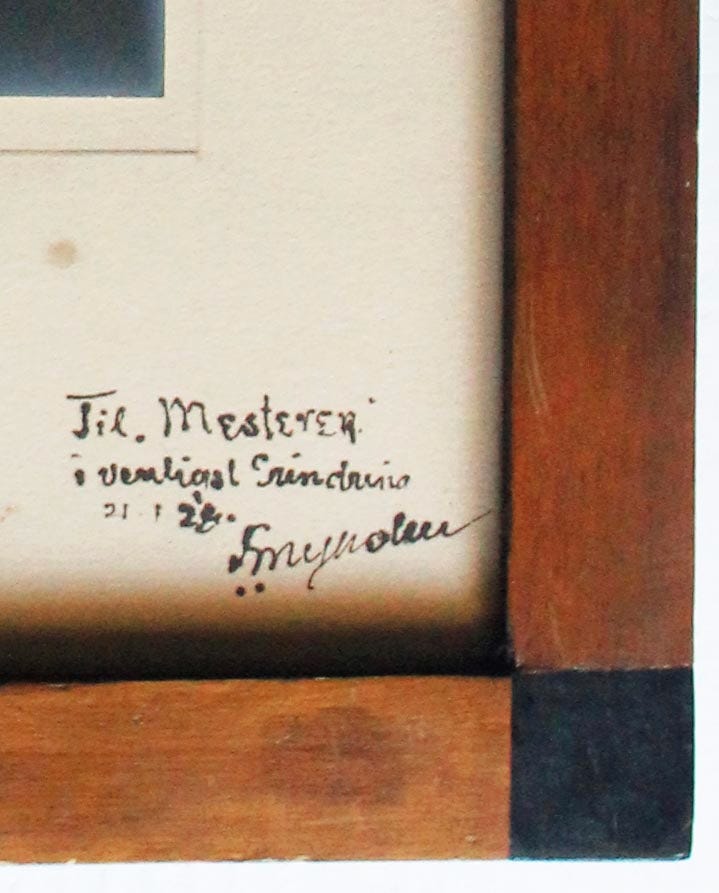 Til. Mesteren
i venligst Erindring
21 · 1 28.